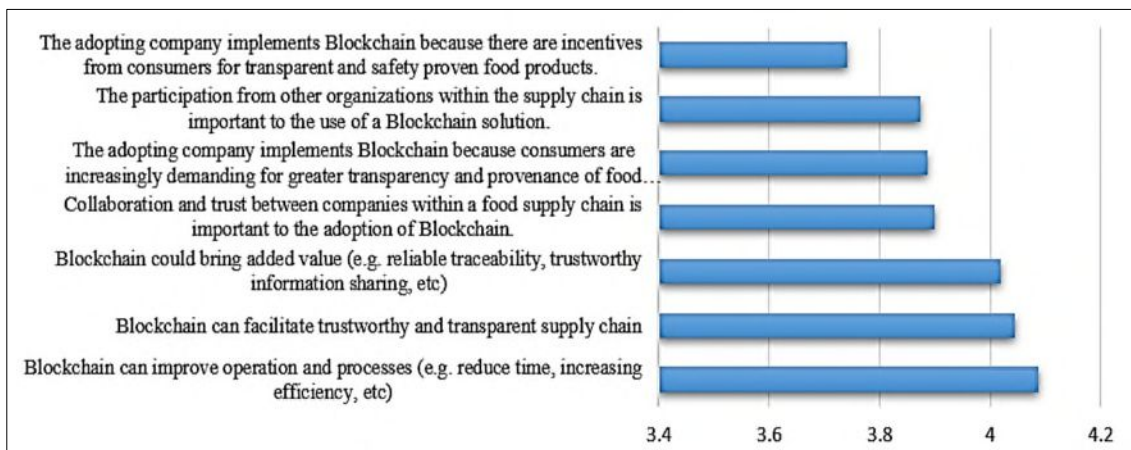 The adopting company implements Blockchain because there are incentives
from consumers for transparent and safety proven food products.
The participation from other organizations within the supply chain is
important to the use of a Blockchain solution.
The adopting company implements Blockchain because consumers are
increasingly demanding for greater transparency and provenance of food…
Collaboration and trust between companies within a food supply chain is
important to the adoption of Blockchain.
Blockchain could bring added value (e.g. reliable traceability, trustworthy
information sharing, etc)
Blockchain can facilitate trustworthy and transparent supply chain
Blockchain can improve operation and processes (e.g. reduce time, increasing
efficiency, etc)
3.4 3.6 3.8 4 4.2